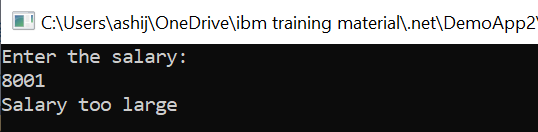 C:\Users\ashij\OneDrive\ibm training material\.net\DemoApp2\
Enter the salary:
8001
Salary too large